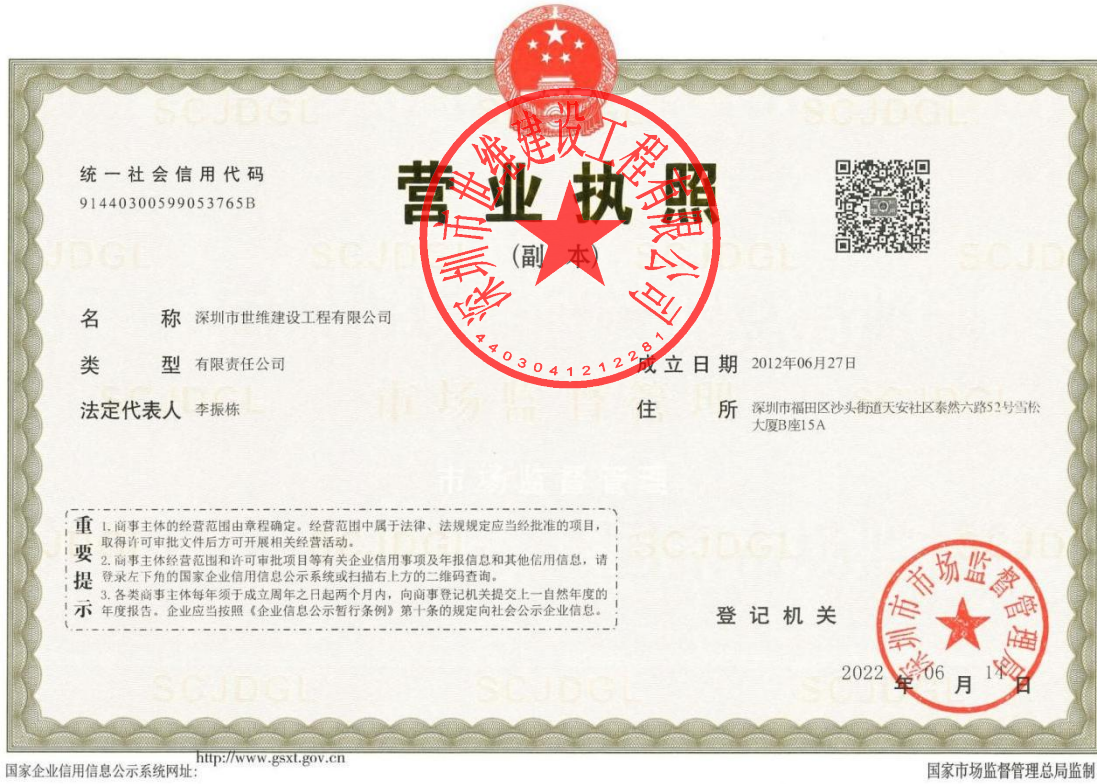 统一社会信用代码
91440300599053765B
营业执照
(副 本)
深圳市世维建设工程有限公司
4403041212281
名 称 深圳市世维建设工程有限公司
类 型 有限责任公司
法定代表人 李振栋
成立日期 2012年06月27日
住 所 深圳市福田区沙头街道天安社区泰然六路52号雪松
大厦B座15A
重要提示
1.商事主体的经营范围由章程确定。经营范围中属于法律、法规规定应当经批准的项目,
取得许可审批文件后方可开展相关经营活动。
2.商事主体经营范围和许可审批项目等有关企业信用事项及年报信息和其他信用信息,请
登录左下角的国家企业信用信息公示系统或扫描右上方的二维码查询。
3.各类商事主体每年须于成立周年之日起两个月内,向商事登记机关提交上一自然年度的
年度报告。企业应当按照《企业信息公示暂行条例》第十条的规定向社会公示企业信息。
登记机关
深圳市市场监督管理局
2022 年 06 月 14 日
SCJDGL
市场监督管理
国家企业信用信息公示系统网址:
http://www.gsxt.gov.cn
国家市场监督管理总局监制